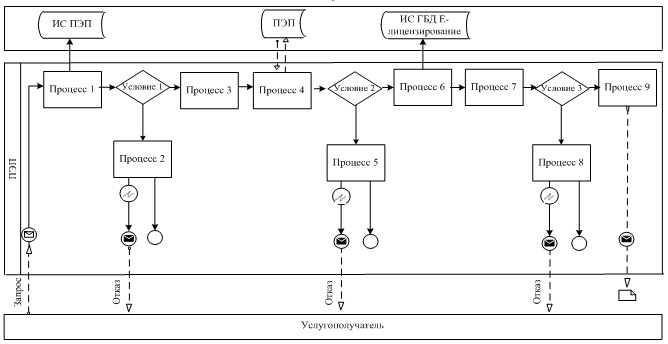 ИС ПЭП
ПЭП
ИС ГБД Е-
лицензирование
Процесс 1
Условие 1
Процесс 3
Процесс 4
Условие 2
Процесс 6
Процесс 7
Условие 3
Процесс 9
Процесс 2
Процесс 5
Процесс 8
ПЭП
Запрос
Отказ
Отказ
Отказ
Услугополучатель